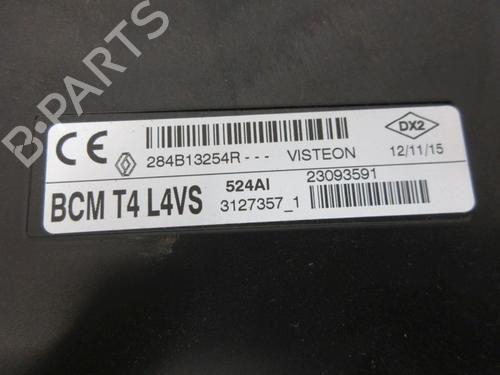 B-PARTS
CE
284B13254R--- VISTEON
DX2
12/11/15
BCM T4 L4VS
524AI
3127357_1
23093591